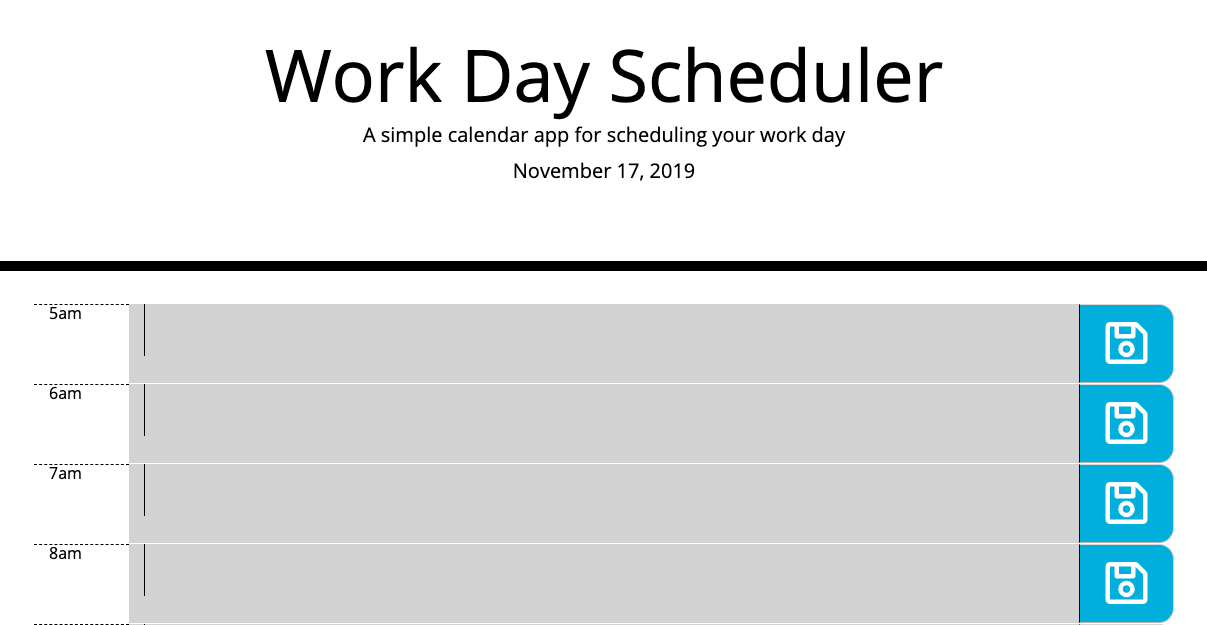 Work Day Scheduler
A simple calendar app for scheduling your work day
November 17, 2019
5am
6am
7am
8am